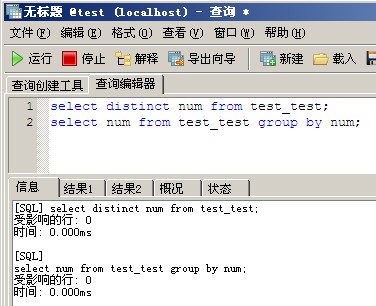 无标题 @test (localhost) - 查询 *
文件(F) 编辑(E) 格式(O) 查看(V) 窗口(W) 帮助(H)
运行 停止 解释 导出向导 新建 载入
查询创建工具 查询编辑器
1 select distinct num from test_test;
2 select num from test_test group by num;
信息 结果1 结果2 概况 状态
[SQL] select distinct num from test_test;
受影响的行: 0
时间: 0.000ms
[SQL]
select num from test_test group by num;
受影响的行: 0
时间: 0.000ms